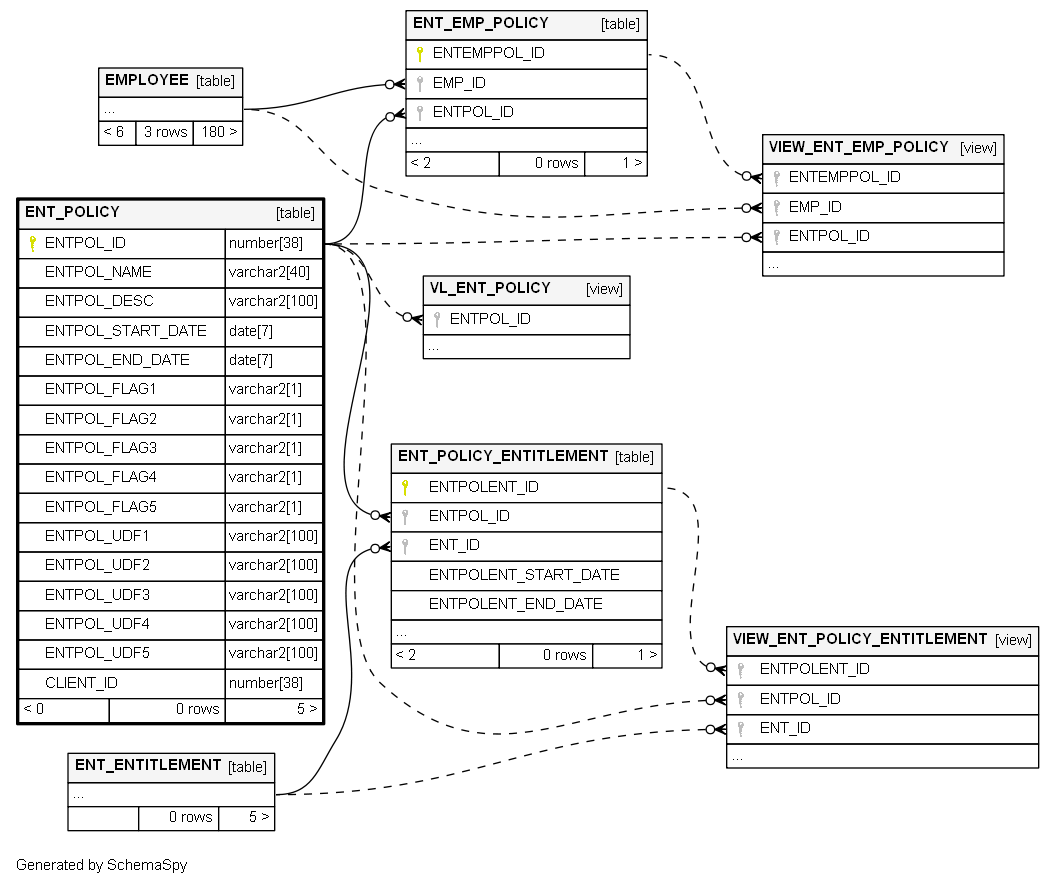 ENT_EMP_POLICY [table]
ENTEMPPOL_ID
EMP_ID
ENTPOL_ID
...
< 2 0 rows 1 >
EMPLOYEE [table]
...
< 6 3 rows 180 >
VIEW_ENT_EMP_POLICY [view]
ENTEMPPOL_ID
EMP_ID
ENTPOL_ID
...
ENT_POLICY [table]
ENTPOL_ID number[38]
ENTPOL_NAME varchar2[40]
ENTPOL_DESC varchar2[100]
ENTPOL_START_DATE date[7]
ENTPOL_END_DATE date[7]
ENTPOL_FLAG1 varchar2[1]
ENTPOL_FLAG2 varchar2[1]
ENTPOL_FLAG3 varchar2[1]
ENTPOL_FLAG4 varchar2[1]
ENTPOL_FLAG5 varchar2[1]
ENTPOL_UDF1 varchar2[100]
ENTPOL_UDF2 varchar2[100]
ENTPOL_UDF3 varchar2[100]
ENTPOL_UDF4 varchar2[100]
ENTPOL_UDF5 varchar2[100]
CLIENT_ID number[38]
< 0 0 rows 5 >
VL_ENT_POLICY [view]
ENTPOL_ID
...
ENT_POLICY_ENTITLEMENT [table]
ENTPOLENT_ID
ENTPOL_ID
ENT_ID
ENTPOLENT_START_DATE
ENTPOLENT_END_DATE
...
< 2 0 rows 1 >
VIEW_ENT_POLICY_ENTITLEMENT [view]
ENTPOLENT_ID
ENTPOL_ID
ENT_ID
...
ENT_ENTITLEMENT [table]
...
0 rows 5 >
Generated by SchemaSpy